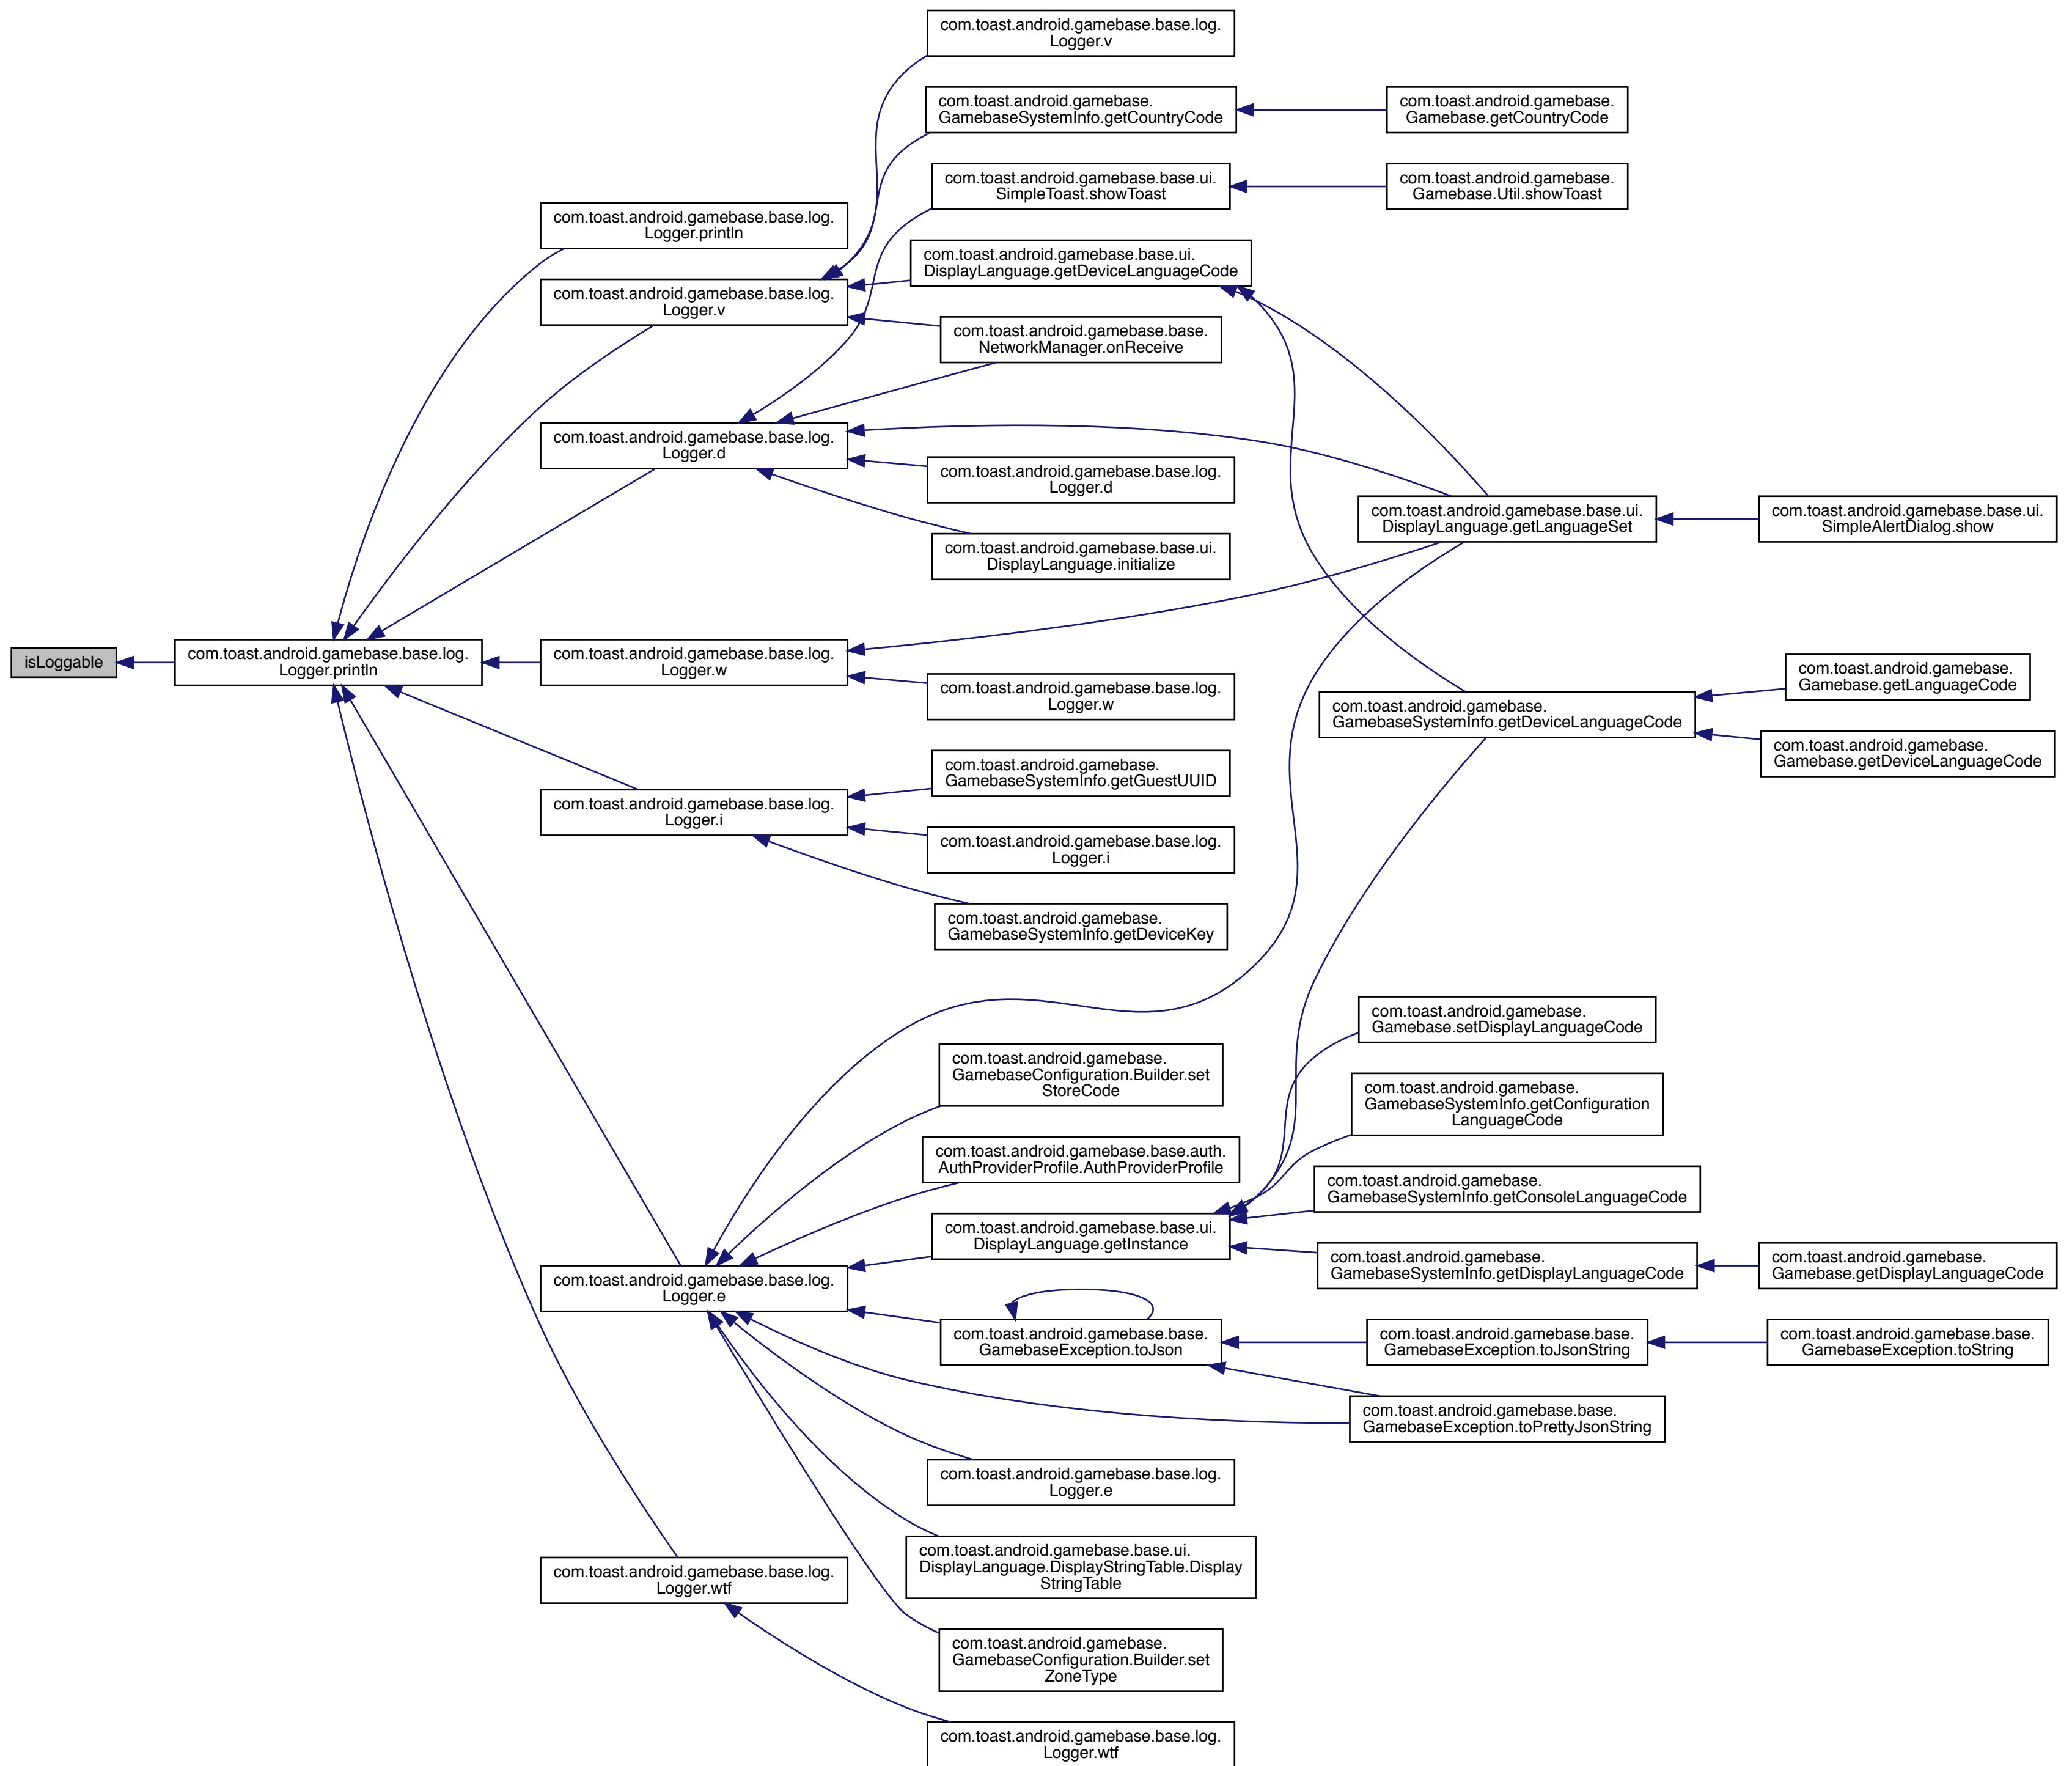 isLoggable
com.toast.android.gamebase.base.log.
Logger.println
com.toast.android.gamebase.base.log.
Logger.println
com.toast.android.gamebase.base.log.
Logger.v
com.toast.android.gamebase.base.log.
Logger.d
com.toast.android.gamebase.base.log.
Logger.w
com.toast.android.gamebase.base.log.
Logger.i
com.toast.android.gamebase.base.log.
Logger.e
com.toast.android.gamebase.base.log.
Logger.wtf
com.toast.android.gamebase.base.log.
Logger.v
com.toast.android.gamebase.
GamebaseSystemInfo.getCountryCode
com.toast.android.gamebase.base.ui.
SimpleToast.showToast
com.toast.android.gamebase.base.ui.
DisplayLanguage.getDeviceLanguageCode
com.toast.android.gamebase.base.
NetworkManager.onReceive
com.toast.android.gamebase.base.log.
Logger.d
com.toast.android.gamebase.base.ui.
DisplayLanguage.initialize
com.toast.android.gamebase.base.log.
Logger.w
com.toast.android.gamebase.
GamebaseSystemInfo.getGuestUUID
com.toast.android.gamebase.base.log.
Logger.i
com.toast.android.gamebase.
GamebaseSystemInfo.getDeviceKey
com.toast.android.gamebase.
GamebaseConfiguration.Builder.set
StoreCode
com.toast.android.gamebase.base.auth.
AuthProviderProfile.AuthProviderProfile
com.toast.android.gamebase.base.ui.
DisplayLanguage.getInstance
com.toast.android.gamebase.base.
GamebaseException.toJson
com.toast.android.gamebase.base.log.
Logger.e
com.toast.android.gamebase.base.ui.
DisplayLanguage.DisplayStringTable.Display
StringTable
com.toast.android.gamebase.
GamebaseConfiguration.Builder.set
ZoneType
com.toast.android.gamebase.base.log.
Logger.wtf
com.toast.android.gamebase.
Gamebase.getCountryCode
com.toast.android.gamebase.
Gamebase.Util.showToast
com.toast.android.gamebase.base.ui.
DisplayLanguage.getLanguageSet
com.toast.android.gamebase.
GamebaseSystemInfo.getDeviceLanguageCode
com.toast.android.gamebase.
Gamebase.setDisplayLanguageCode
com.toast.android.gamebase.
GamebaseSystemInfo.getConfiguration
LanguageCode
com.toast.android.gamebase.
GamebaseSystemInfo.getConsoleLanguageCode
com.toast.android.gamebase.
GamebaseSystemInfo.getDisplayLanguageCode
com.toast.android.gamebase.base.
GamebaseException.toJsonString
com.toast.android.gamebase.base.
GamebaseException.toPrettyJsonString
com.toast.android.gamebase.base.ui.
SimpleAlertDialog.show
com.toast.android.gamebase.
Gamebase.getLanguageCode
com.toast.android.gamebase.
Gamebase.getDeviceLanguageCode
com.toast.android.gamebase.
Gamebase.getDisplayLanguageCode
com.toast.android.gamebase.base.
GamebaseException.toString